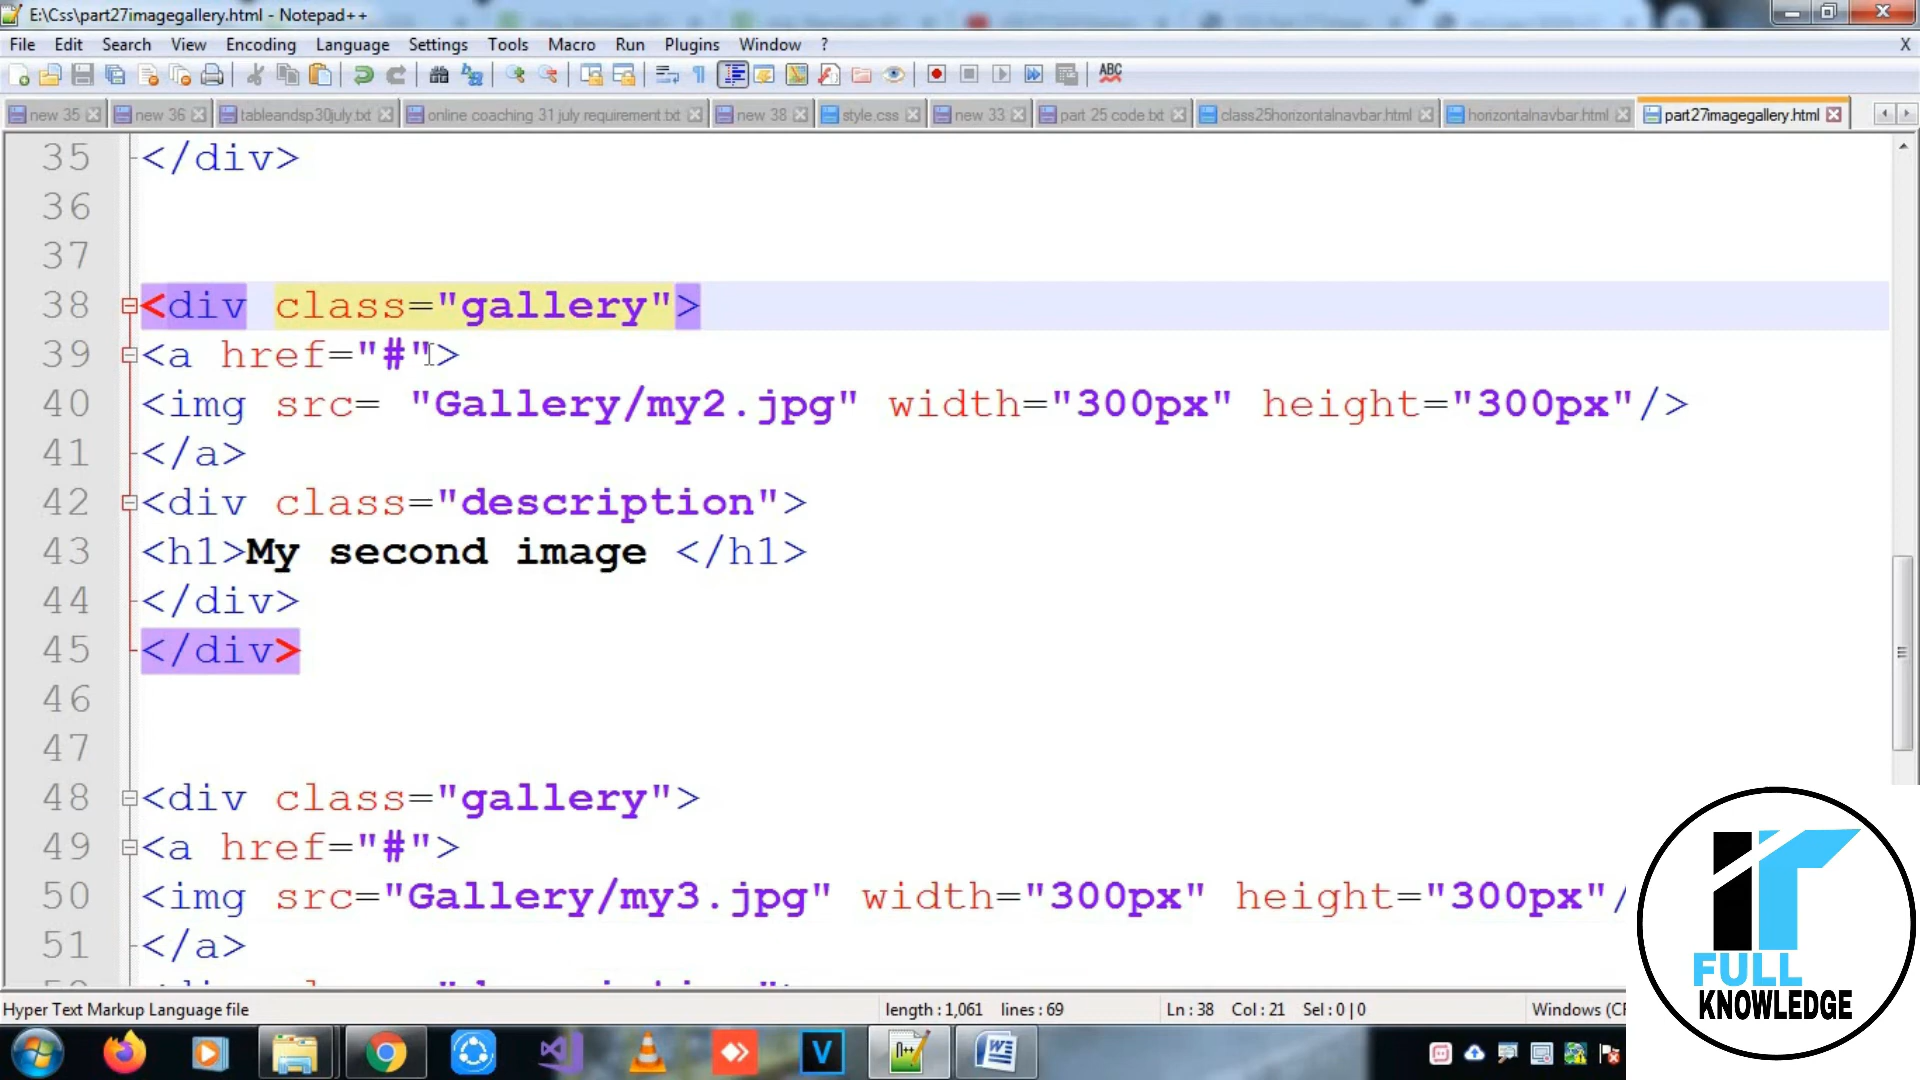 E:\Css\part27imagegallery.html - Notepad++
File Edit Search View Encoding Language Settings Tools Macro Run Plugins Window ? X
ABC
new 35 new 36 tableandsp30july.txt online coaching 31 july requirement.txt new 38 style.css new 33 part 25 code.txt class25horizontalnavbar.html horizontalnavbar.html part27imagegallery.html
35 </div>
36
37
38 <div class="gallery">
39 <a href="#">
40 <img src= "Gallery/my2.jpg" width="300px" height="300px"/>
41 </a>
42 <div class="description">
43 <h1>My second image </h1>
44 </div>
45 </div>
46
47
48 <div class="gallery">
49 <a href="#">
50 <img src="Gallery/my3.jpg" width="300px" height="300px"/
51 </a>
Hyper Text Markup Language file length : 1,061 lines : 69 Ln : 38 Col : 21 Sel : 0 | 0 Windows (CR
IT
FULL
KNOWLEDGE